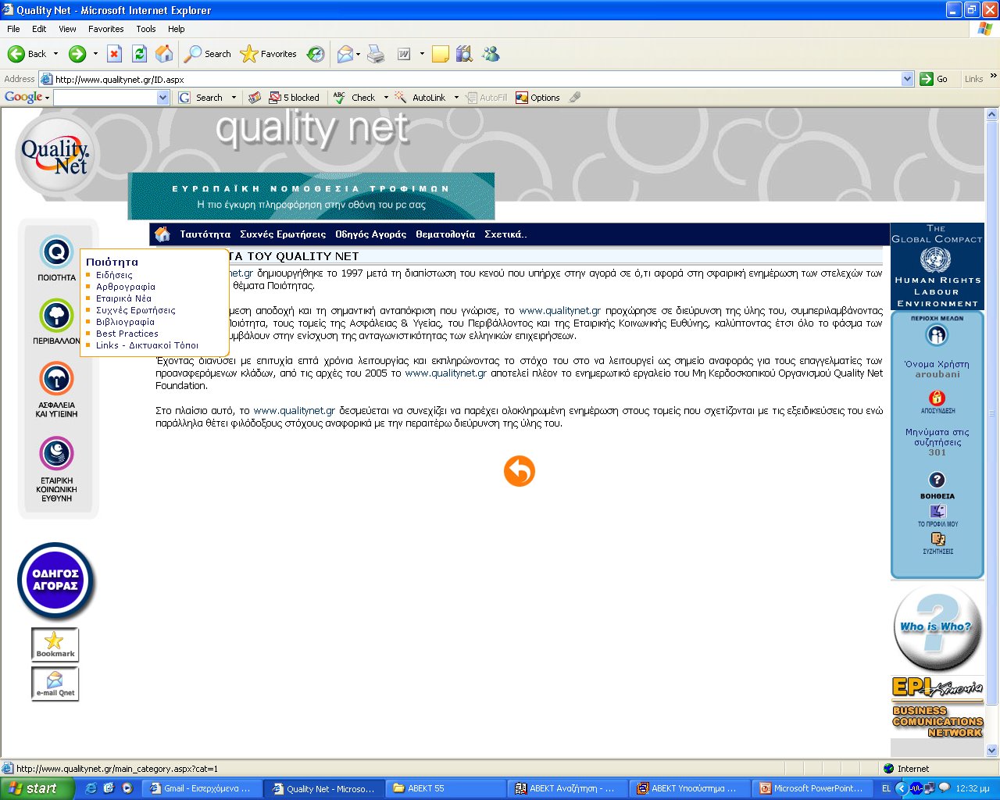 Quality Net - Microsoft Internet Explorer
File Edit View Favorites Tools Help
Back Search Favorites
Address http://www.qualitynet.gr/ID.aspx Go Links »
Google Search 5 blocked Check AutoLink AutoFill Options
quality net
Quality Net
ΕΥΡΩΠΑΪΚΗ ΝΟΜΟΘΕΣΙΑ ΤΡΟΦΙΜΩΝ
Η πιο έγκυρη πληροφόρηση στην οθόνη του pc σας
Ταυτότητα Συχνές Ερωτήσεις Οδηγός Αγοράς Θεματολογία Σχετικά..
ΠΟΙΟΤΗΤΑ
ΠΕΡΙΒΑΛΛΟΝ
ΑΣΦΑΛΕΙΑ
ΚΑΙ ΥΓΙΕΙΝΗ
ΕΤΑΙΡΙΚΗ
ΚΟΙΝΩΝΙΚΗ
ΕΥΘΥΝΗ
ΟΔΗΓΟΣ
ΑΓΟΡΑΣ
Bookmark
e-mail Qnet
Ποιότητα
Ειδήσεις
Αρθρογραφία
Εταιρικά Νέα
Συχνές Ερωτήσεις
Βιβλιογραφία
Best Practices
Links - Δικτυακοί Τόποι
ΤΑ ΤΟΥ QUALITY NET
net.gr δημιουργήθηκε το 1997 μετά τη διαπίστωση του κενού που υπήρχε στην αγορά σε ό,τι αφορά στη σφαιρική ενημέρωση των στελεχών των
θέματα Ποιότητας.
μεση αποδοχή και τη σημαντική ανταπόκριση που γνώρισε, το www.qualitynet.gr προχώρησε σε διεύρυνση της ύλης του, συμπεριλαμβάνοντας
ποιότητα, τους τομείς της Ασφάλειας & Υγείας, του Περιβάλλοντος και της Εταιρικής Κοινωνικής Ευθύνης, καλύπτοντας έτσι όλο το φάσμα των
μβάλουν στην ενίσχυση της ανταγωνιστικότητας των ελληνικών επιχειρήσεων.
Έχοντας διανύσει με επιτυχία επτά χρόνια λειτουργίας και εκπληρώνοντας το στόχο του στο να λειτουργεί ως σημείο αναφοράς για τους επαγγελματίες των
προαναφερόμενων κλάδων, από τις αρχές του 2005 το www.qualitynet.gr αποτελεί πλέον το ενημερωτικό εργαλείο του Μη Κερδοσκοπικού Οργανισμού Quality Net
Foundation.
Στο πλαίσιο αυτό, το www.qualitynet.gr δεσμεύεται να συνεχίζει να παρέχει ολοκληρωμένη ενημέρωση στους τομείς που σχετίζονται με τις εξειδικεύσεις του ενώ
παράλληλα θέτει φιλόδοξους στόχους αναφορικά με την περαιτέρω διεύρυνση της ύλης του.
THE
GLOBAL COMPACT
HUMAN RIGHTS
LABOUR
ENVIRONMENT
ΠΕΡΙΟΧΗ ΜΕΛΩΝ
Όνομα Χρήστη
aroubani
ΑΠΟΣΥΝΔΕΣΗ
Μηνύματα στις
συζητήσεις
301
ΒΟΗΘΕΙΑ
ΤΟ ΠΡΟΦΙΛ ΜΟΥ
ΣΥΖΗΤΗΣΕΙΣ
Who is Who?
EPIKinonia
BUSINESS
COMUNICATIONS
NETWORK
http://www.qualitynet.gr/main_category.aspx?cat=1 Internet
start Gmail - Εισερχόμενα ... Quality Net - Microso... ABEKT 55 ABEKT Αναζήτηση - ... ABEKT Υποσύστημα ... Microsoft PowerPoint... EL 12:32 μμ